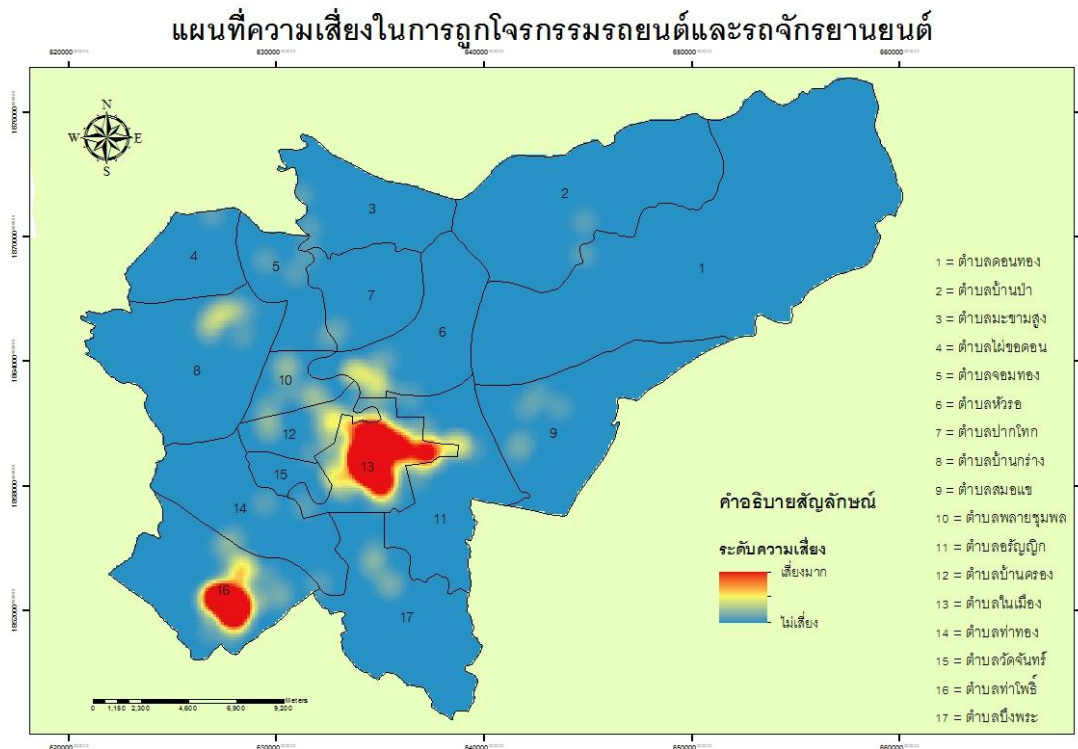 แผนที่ความเสี่ยงในการถูกโจรกรรมรถยนต์และรถจักรยานยนต์
620000 630000 640000 650000 660000
N
W E
S
1
2
3
4
5
6
7
8
9
10
11
12
13
14
15
16
17
1 = ตำบลดอนทอง
2 = ตำบลบ้านป่า
3 = ตำบลมะขามสูง
4 = ตำบลไผ่ขอดอน
5 = ตำบลจอมทอง
6 = ตำบลหัวรอ
7 = ตำบลปากโทก
8 = ตำบลบ้านกร่าง
9 = ตำบลสมอแข
10 = ตำบลพลายชุมพล
11 = ตำบลอรัญญิก
12 = ตำบลบ้านครอง
13 = ตำบลในเมือง
14 = ตำบลท่าทอง
15 = ตำบลวัดจันทร์
16 = ตำบลท่าโพธิ์
17 = ตำบลบึงพระ
คำอธิบายสัญลักษณ์
ระดับความเสี่ยง
เสี่ยงมาก
ไม่เสี่ยง
Meters
0 1,150 2,300 4,600 6,900 9,200
620000 630000 640000 650000 660000